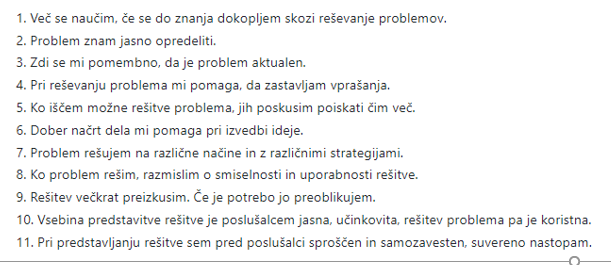 1. Več se naučim, če se do znanja dokopljem skozi reševanje problemov.
2. Problem znam jasno opredeliti.
3. Zdi se mi pomembno, da je problem aktualen.
4. Pri reševanju problema mi pomaga, da zastavljam vprašanja.
5. Ko iščem možne rešitve problema, jih poskusim poiskati čim več.
6. Dober načrt dela mi pomaga pri izvedbi ideje.
7. Problem rešujem na različne načine in z različnimi strategijami.
8. Ko problem rešim, razmislim o smiselnosti in uporabnosti rešitve.
9. Rešitev večkrat preizkusim. Če je potrebo jo preoblikujem.
10. Vsebina predstavitve rešitve je poslušalcem jasna, učinkovita, rešitev problema pa je koristna.
11. Pri predstavljanju rešitve sem pred poslušalci sproščen in samozavesten, suvereno nastopam.